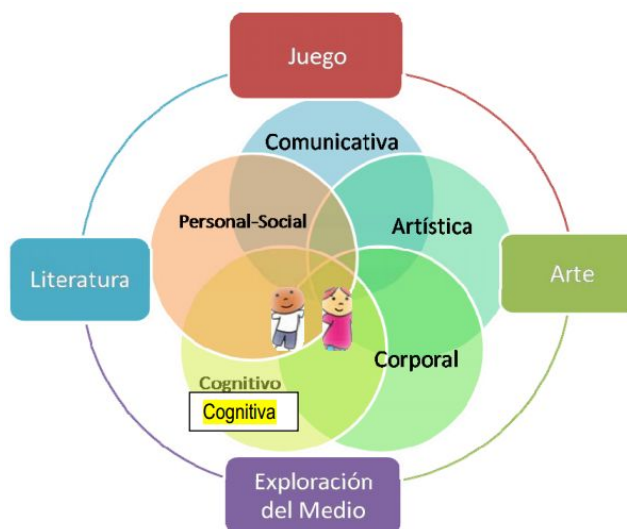 Juego
Comunicativa
Personal-Social
Artística
Literatura
Arte
Corporal
Cognitivo
Cognitiva
Exploración
del Medio